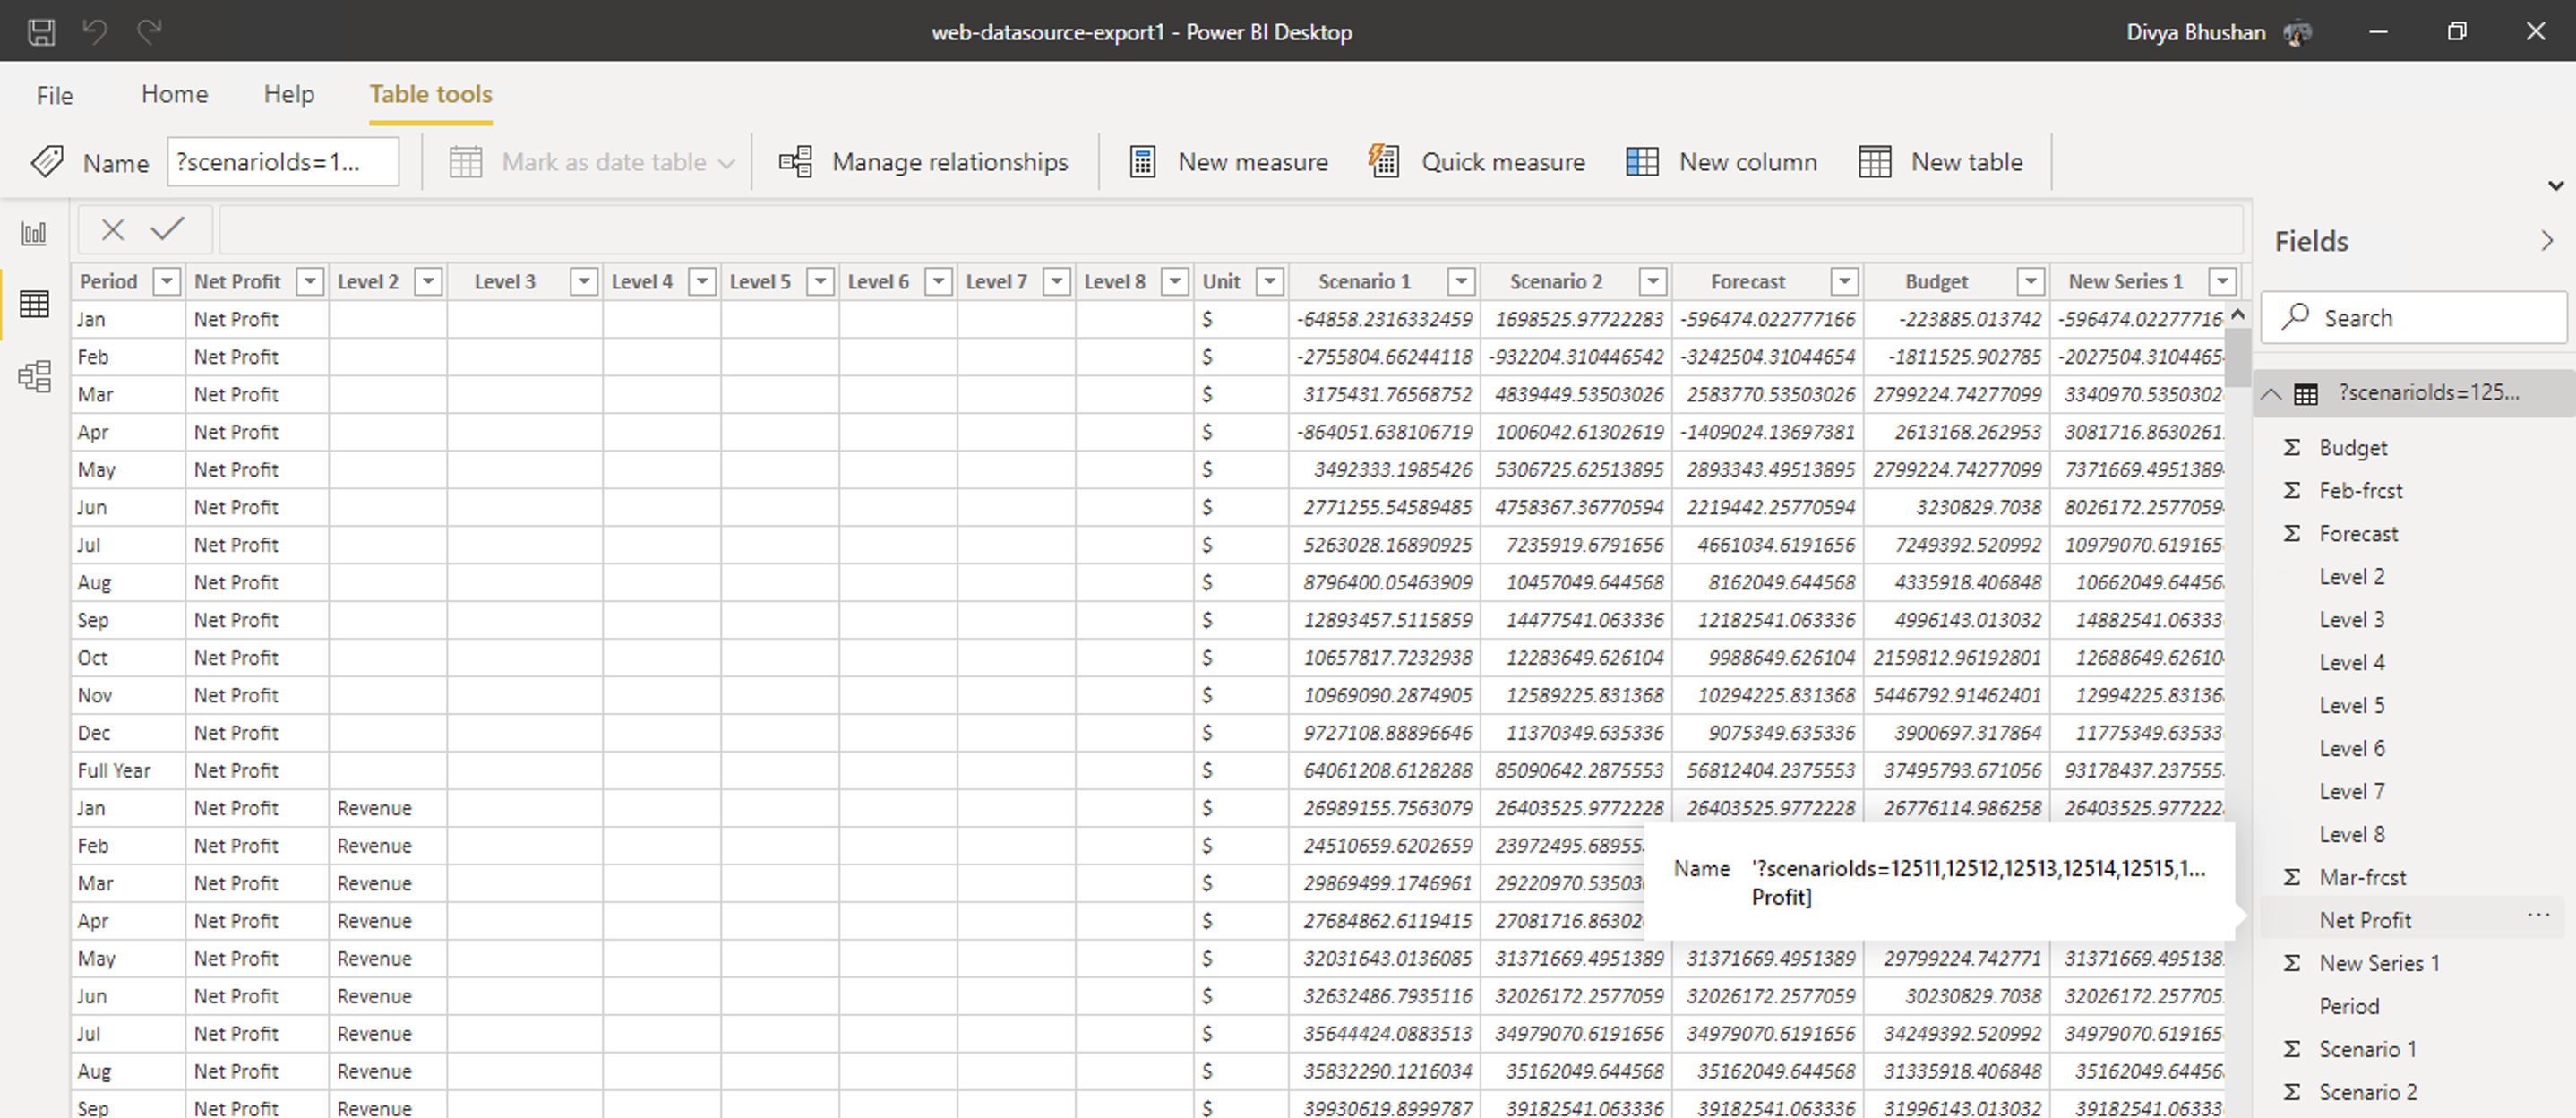 web-datasource-export1 - Power BI Desktop
Divya Bhushan
File Home Help Table tools
Name ?scenarioIds=1... Mark as date table Manage relationships New measure Quick measure New column New table
Period Net Profit Level 2 Level 3 Level 4 Level 5 Level 6 Level 7 Level 8 Unit Scenario 1 Scenario 2 Forecast Budget New Series 1
Jan Net Profit $ -64858.2316332459 1698525.97722283 -596474.022777166 -223885.013742 -596474.022777716
Feb Net Profit $ -2755804.66244118 -932204.310446542 -3242504.31044654 -1811525.902785 -2027504.3104465
Mar Net Profit $ 3175431.76568752 4839449.53503026 2583770.53503026 2799224.74277099 3340970.5350302
Apr Net Profit $ -864051.638106719 1006042.61302619 -1409024.13697381 2613168.262953 3081716.8630261
May Net Profit $ 3492333.1985426 5306725.62513895 2893343.49513895 2799224.74277099 7371669.4951389
Jun Net Profit $ 2771255.54589485 4758367.36770594 2219442.25770594 3230829.7038 8026172.2577059
Jul Net Profit $ 5263028.16890925 7235919.6791656 4661034.6191656 7249392.520992 10979070.619165
Aug Net Profit $ 8796400.05463909 10457049.644568 8162049.644568 4335918.406848 10662049.64456
Sep Net Profit $ 12893457.5115859 14477541.063336 12182541.063336 4996143.013032 14882541.06333
Oct Net Profit $ 10657817.7232938 12283649.626104 9988649.626104 2159812.96192801 12688649.62610
Nov Net Profit $ 10969090.2874905 12589225.831368 10294225.831368 5446792.91462401 12994225.83136
Dec Net Profit $ 9727108.88896646 11370349.635336 9075349.635336 3900697.317864 11775349.63533
Full Year Net Profit $ 64061208.6128288 85090642.2875553 56812404.2375553 37495793.671056 93178437.237555
Jan Net Profit Revenue $ 26989155.7563079 26403525.9772228 26403525.9772228 26776114.986258 26403525.977222
Feb Net Profit Revenue $ 24510659.6202659 23972495.68955
Mar Net Profit Revenue $ 29869499.1746961 29220970.53503
Apr Net Profit Revenue $ 27684862.6119415 27081716.86302
May Net Profit Revenue $ 32031643.0136085 31371669.4951389 31371669.4951389 29799224.742771 31371669.495138
Jun Net Profit Revenue $ 32632486.7935116 32026172.2577059 32026172.2577059 30230829.7038 32026172.257705
Jul Net Profit Revenue $ 35644424.0883513 34979070.6191656 34979070.6191656 34249392.520992 34979070.619165
Aug Net Profit Revenue $ 35832290.1216034 35162049.644568 35162049.644568 31335918.406848 35162049.64456
Sep Net Profit Revenue $ 39930619.8999787 39182541.063336 39182541.063336 31996143.013032 39182541.06333
Name '?scenarioIds=12511,12512,12513,12514,12515,1...
Profit]
Fields
Search
?scenarioIds=125...
Σ Budget
Σ Feb-frcst
Σ Forecast
Level 2
Level 3
Level 4
Level 5
Level 6
Level 7
Level 8
Σ Mar-frcst
Net Profit ...
Σ New Series 1
Period
Σ Scenario 1
Σ Scenario 2